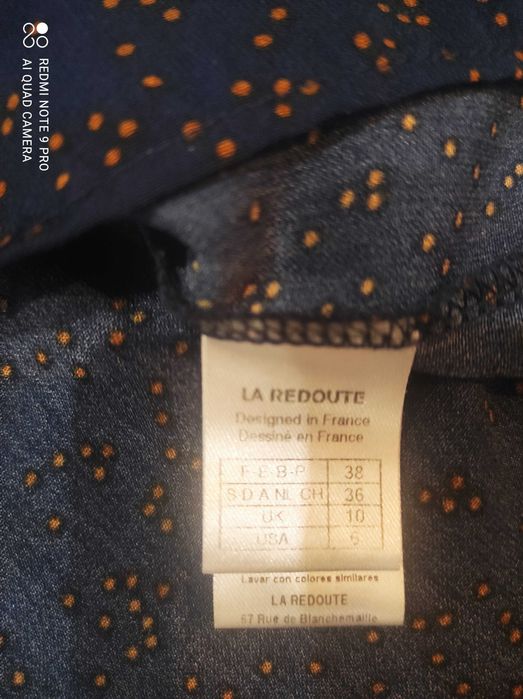 REDMI NOTE 9 PRO
AI QUAD CAMERA
LA REDOUTE
Designed in France
Dessiné en France
F-E-B-P 38
S D A NL CH 36
UK 10
USA 6
Lavar con colores similares
LA REDOUTE
57 Rue de Blanchemaille